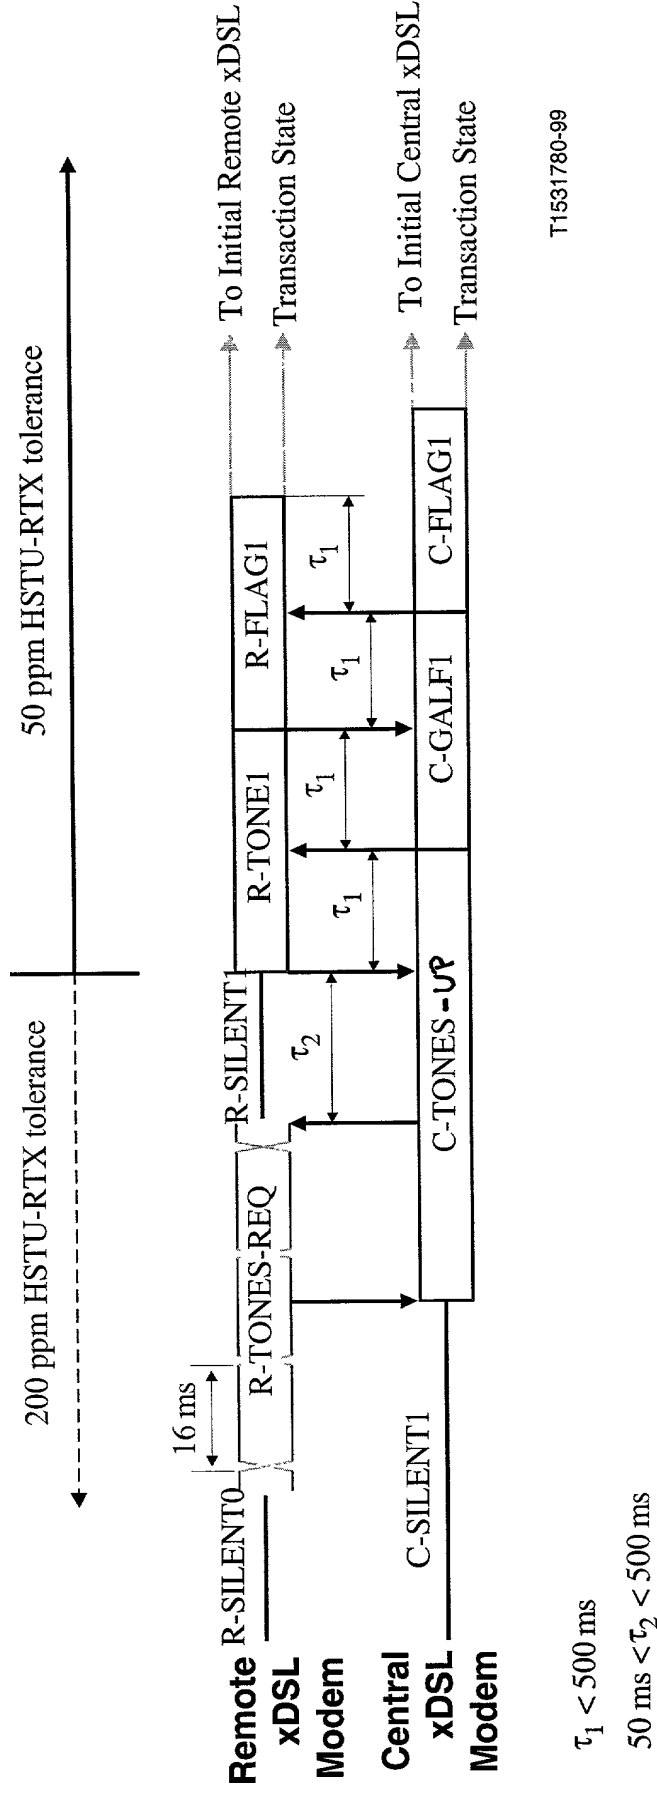 200 ppm HSTU-RTX tolerance
50 ppm HSTU-RTX tolerance
16 ms
R-SILENT0
R-TONES-REQ
R-SILENT1
R-TONE1
R-FLAG1
To Initial Remote xDSL
Transaction State
Remote
xDSL
Modem
τ2
τ1
τ1
τ1
τ1
Central
xDSL
Modem
C-SILENT1
C-TONES-UP
C-GALF1
C-FLAG1
To Initial Central xDSL
Transaction State
τ1 < 500 ms
50 ms < τ2 < 500 ms
T1531780-99